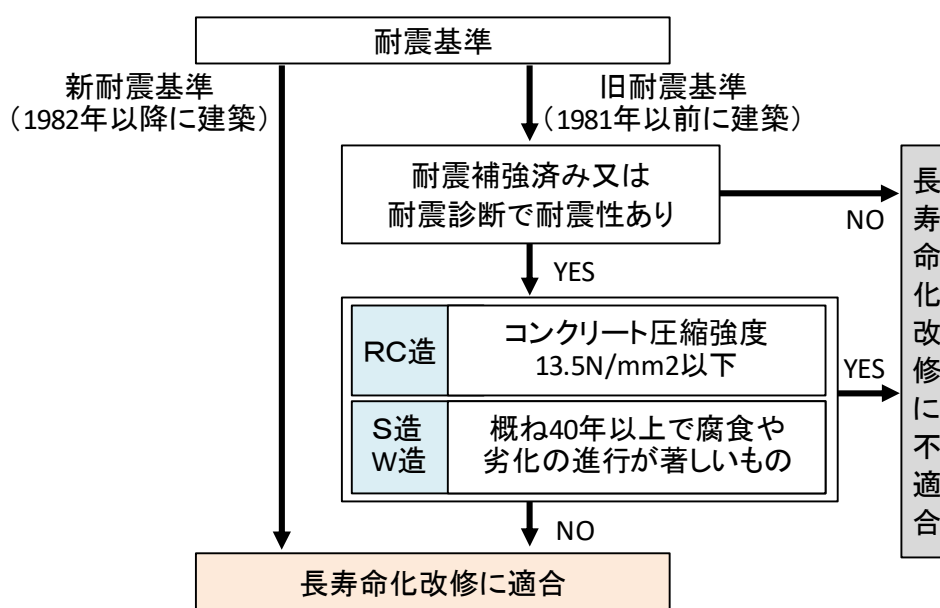 耐震基準
新耐震基準
（1982年以降に建築）
旧耐震基準
（1981年以前に建築）
耐震補強済み又は
耐震診断で耐震性あり
NO
YES
RC造
コンクリート圧縮強度
13.5N/mm2以下
S造
W造
概ね40年以上で腐食や
劣化の進行が著しいもの
YES
長寿命化改修に不適合
NO
長寿命化改修に適合